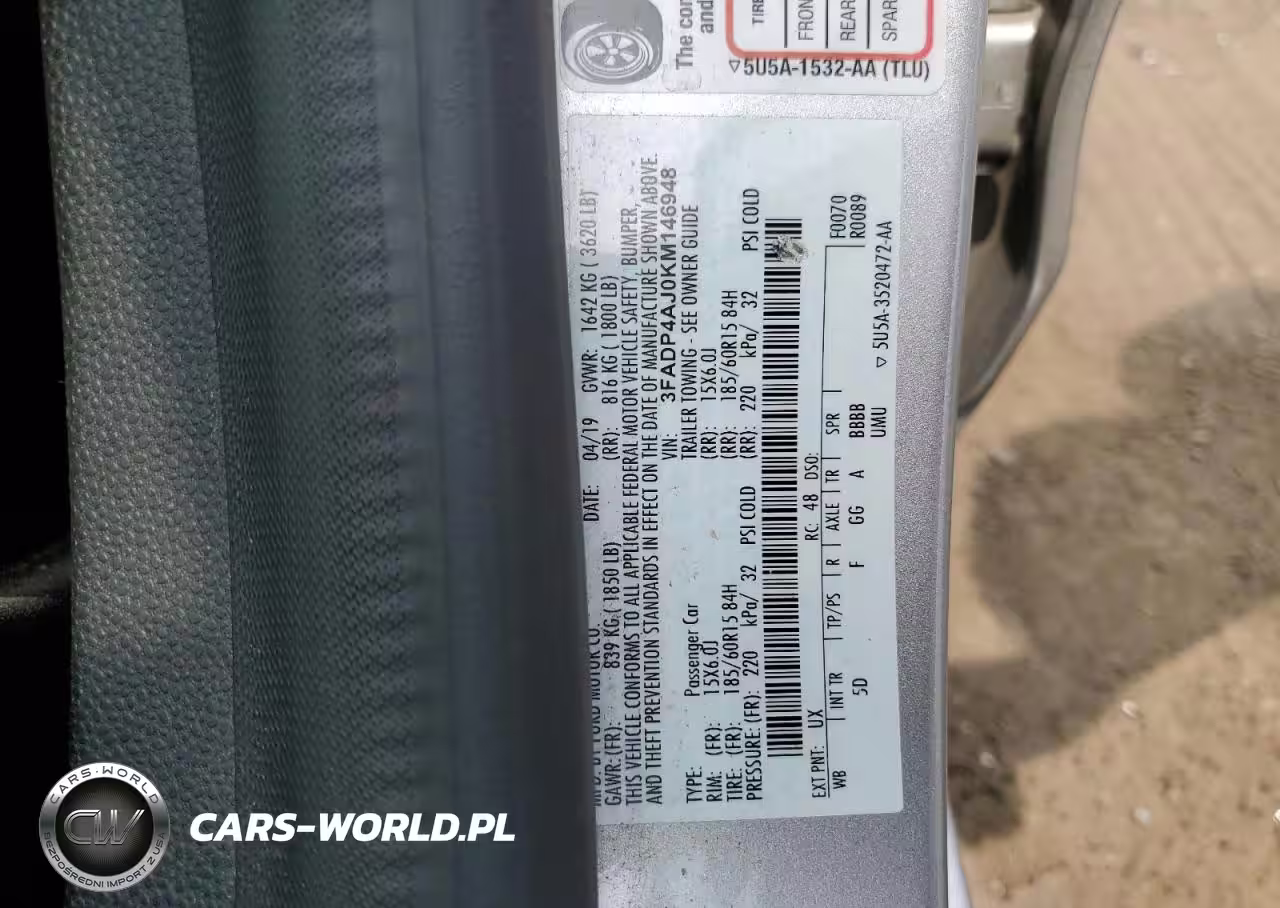 The con
and
TIRE
FRON
REAR
SPAR
▽5U5A-1532-AA (TLU)
MFD. BY FORD MOTOR CO.
DATE: 04/19 GVWR: 1642 KG ( 3620 LB)
GAWR:(FR): 839 KG ( 1850 LB) (RR): 816 KG ( 1800 LB)
THIS VEHICLE CONFORMS TO ALL APPLICABLE FEDERAL MOTOR VEHICLE SAFETY, BUMPER,
AND THEFT PREVENTION STANDARDS IN EFFECT ON THE DATE OF MANUFACTURE SHOWN ABOVE.
VIN: 3FADP4AJ0KM146948
TYPE: Passenger Car TRAILER TOWING - SEE OWNER GUIDE
RIM: (FR): 15X6.0J (RR): 15X6.0J
TIRE: (FR): 185/60R15 84H (RR): 185/60R15 84H
PRESSURE: (FR): 220 kPa/ 32 PSI COLD (RR): 220 kPa/ 32 PSI COLD
EXT PNT: UX RC: 48 DSO:
WB INT TR TP/PS R AXLE TR SPR F0070
5D F GG A BBBB R0089
UMU
▽ 5U5A-3520472-AA
CARS-WORLD
CW
BEZPOŚREDNI IMPORT Z USA
CARS-WORLD.PL